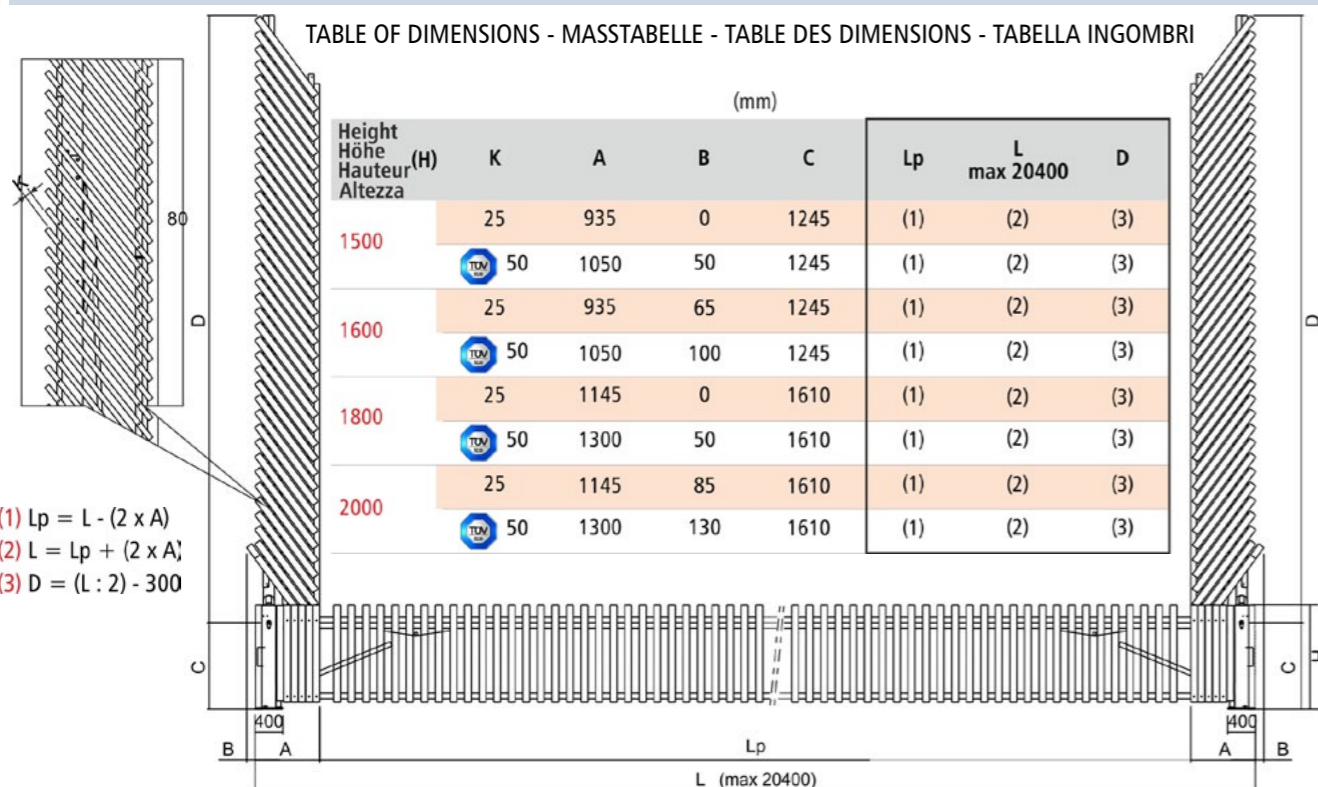 TABLE OF DIMENSIONS - MASSTABELLE - TABLE DES DIMENSIONS - TABELLA INGOMBRI
(mm)
Height
Höhe
Hauteur
Altezza
(H) K A B C Lp L max 20400 D
1500 25 935 0 1245 (1) (2) (3)
TÜV 50 1050 50 1245 (1) (2) (3)
1600 25 935 65 1245 (1) (2) (3)
TÜV 50 1050 100 1245 (1) (2) (3)
1800 25 1145 0 1610 (1) (2) (3)
TÜV 50 1300 50 1610 (1) (2) (3)
2000 25 1145 85 1610 (1) (2) (3)
TÜV 50 1300 130 1610 (1) (2) (3)
K
80
D
D
(1) Lp = L - (2 x A)
(2) L = Lp + (2 x A)
(3) D = (L : 2) - 300
C
C
400
400
B A Lp A B
L (max 20400)